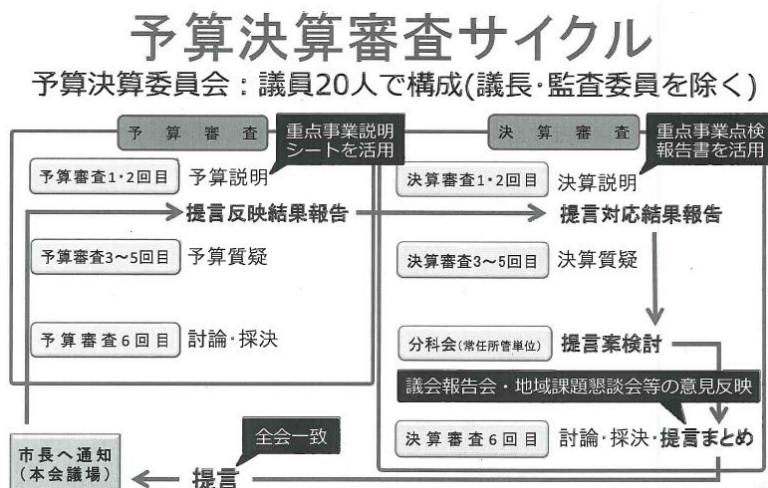 予算決算審査サイクル
予算決算委員会：議員20人で構成(議長・監査委員を除く)
予算審査
重点事業説明
シートを活用
予算審査1・2回目
予算説明
提言反映結果報告
予算審査3～5回目
予算質疑
予算審査6回目
討論・採決
決算審査
重点事業点検
報告書を活用
決算審査1・2回目
決算説明
提言対応結果報告
決算審査3～5回目
決算質疑
分科会(常任所管単位)
提言案検討
議会報告会・地域課題懇談会等の意見反映
決算審査6回目
討論・採決・提言まとめ
全会一致
提言
市長へ通知
(本会議場)